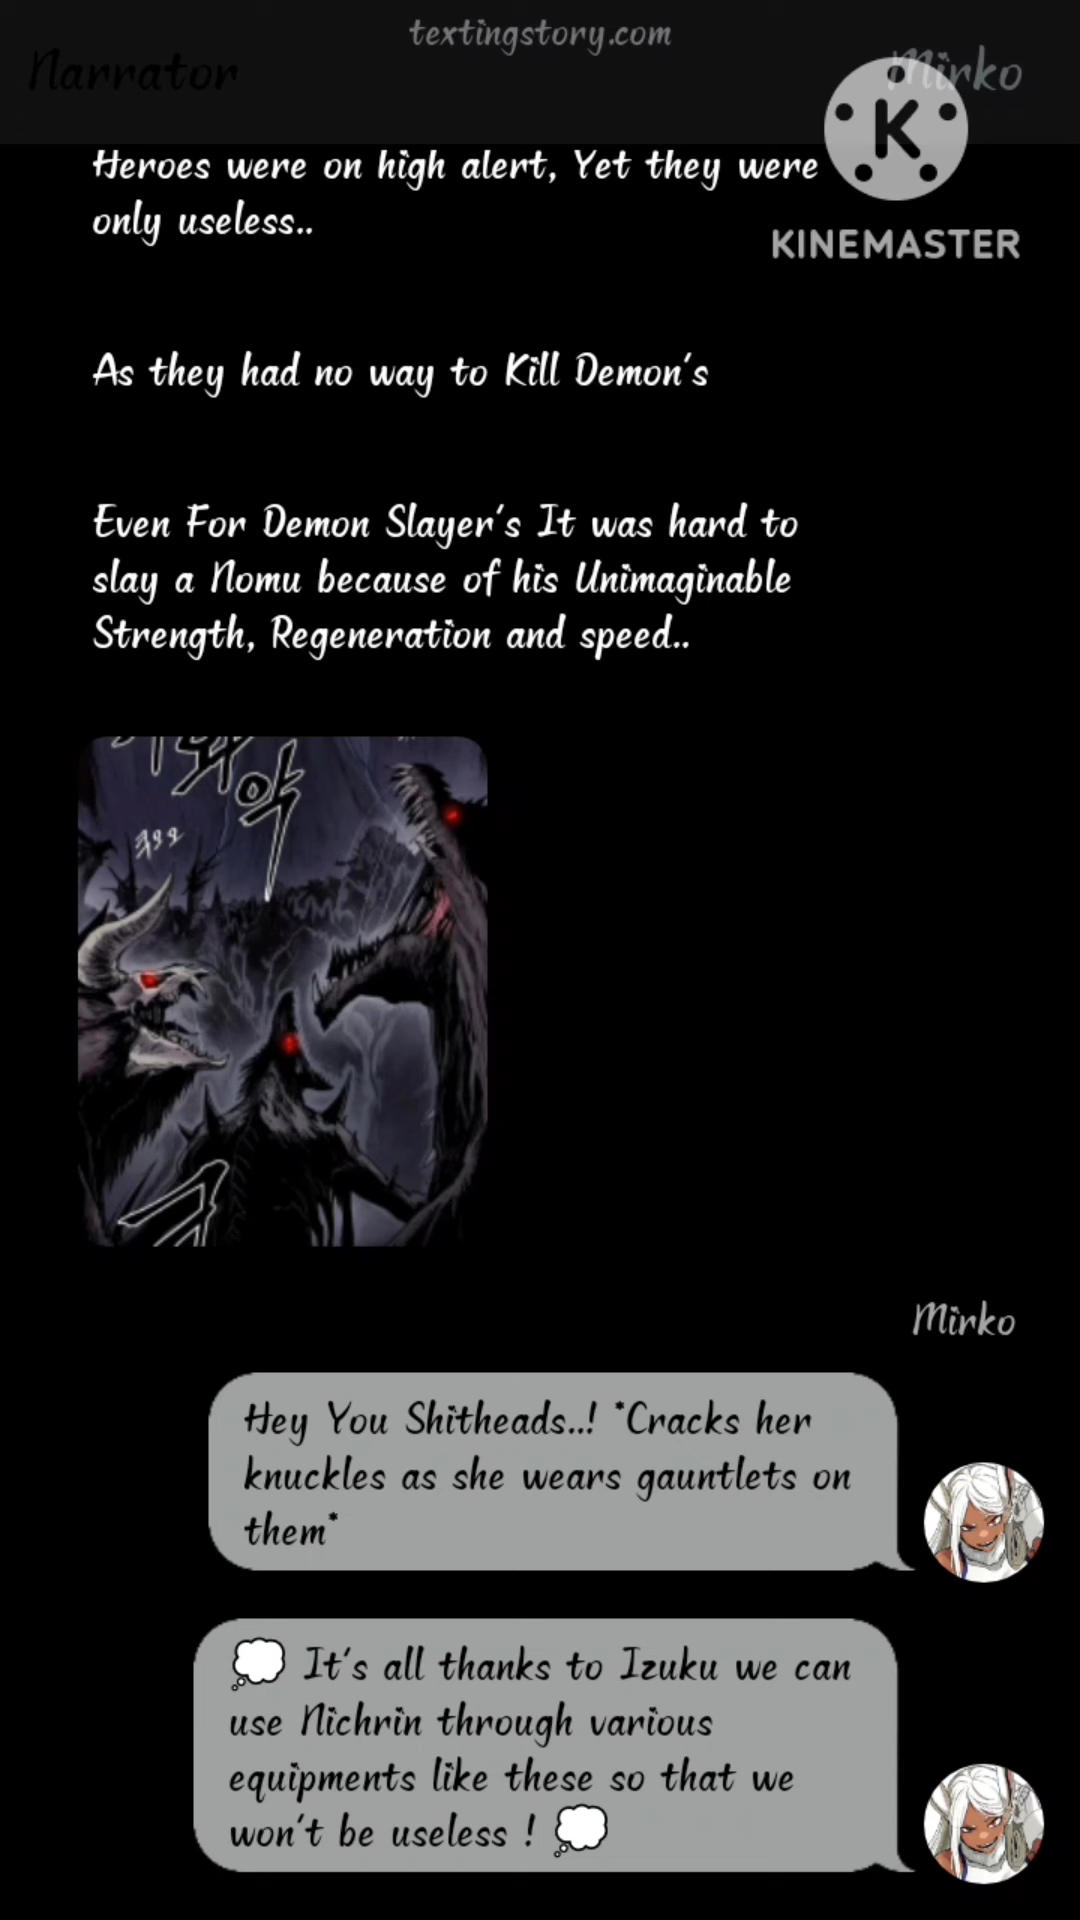 textingstory.com
Narrator
Mirko
K
KINEMASTER
Heroes were on high alert, Yet they were
only useless..
As they had no way to Kill Demon's
Even For Demon Slayer's It was hard to
slay a Nomu because of his Unimaginable
Strength, Regeneration and speed..
Mirko
Hey You Shitheads..! *Cracks her
knuckles as she wears gauntlets on
them*
💭 It's all thanks to Izuku we can
use Nichrin through various
equipments like these so that we
won't be useless ! 💭